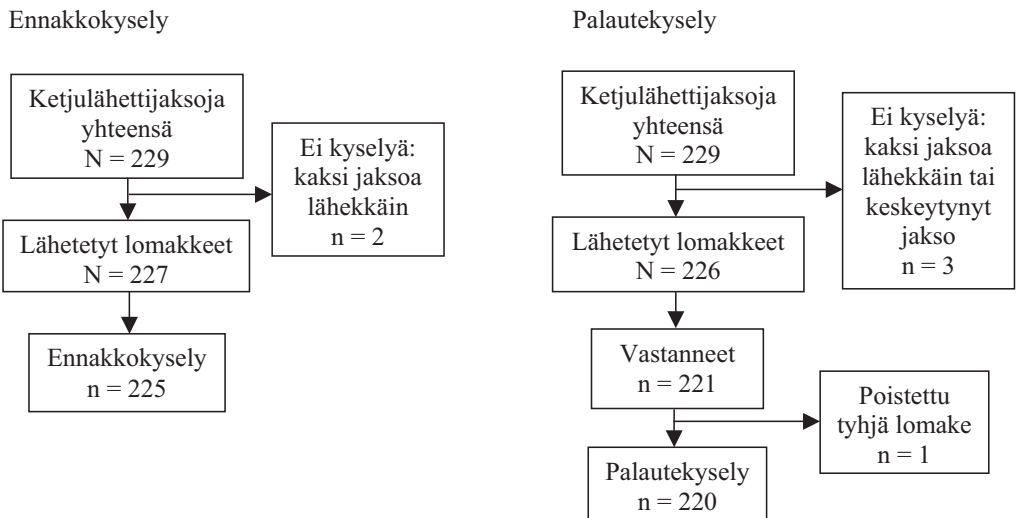 Ennakkokysely
Ketjulähettijaksoja
yhteensä
N = 229
Ei kyselyä:
kaksi jaksoa
lähekkäin
n = 2
Lähetetyt lomakkeet
N = 227
Ennakkokysely
n = 225
Palautekysely
Ketjulähettijaksoja
yhteensä
N = 229
Ei kyselyä:
kaksi jaksoa
lähekkäin tai
keskeytynyt
jakso
n = 3
Lähetetyt lomakkeet
N = 226
Vastanneet
n = 221
Poistettu
tyhjä lomake
n = 1
Palautekysely
n = 220